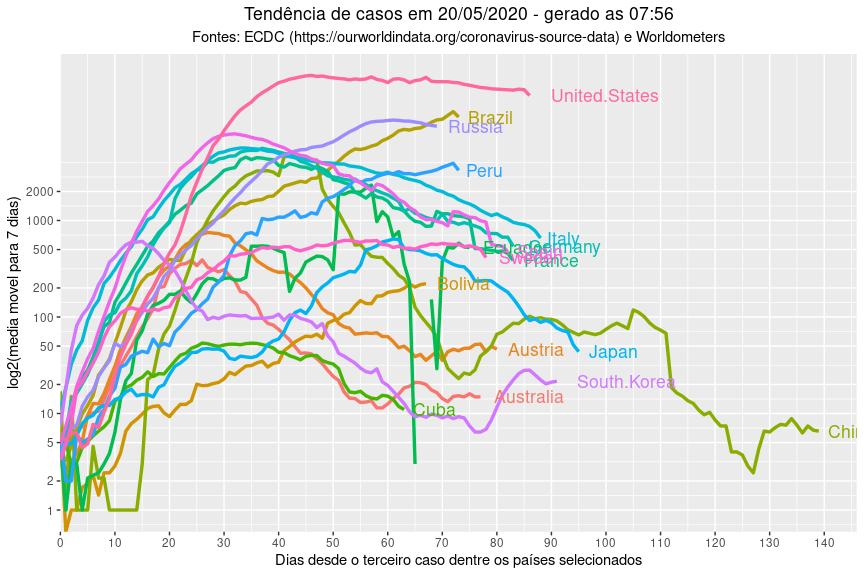 Tendência de casos em 20/05/2020 - gerado as 07:56
Fontes: ECDC (https://ourworldindata.org/coronavirus-source-data) e Worldometers
log2(media movel para 7 dias)
2000
1000
500
200
100
50
20
10
5
2
1
United.States
Brazil
Russia
Peru
Italy
Germany
Ecuador
Sweden
France
Bolivia
Austria
Japan
South.Korea
Australia
Cuba
Chi
0 10 20 30 40 50 60 70 80 90 100 110 120 130 140
Dias desde o terceiro caso dentre os países selecionados